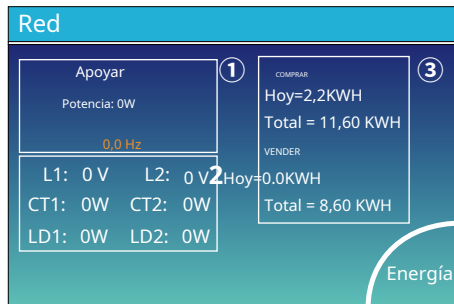 Red
Apoyar
Potencia: 0W
0,0 Hz
①
L1: 0 V L2: 0 V
CT1: 0W CT2: 0W
LD1: 0W LD2: 0W
2
COMPRAR
③
Hoy=2,2KWH
Total = 11,60 KWH
VENDER
Hoy=0.0KWH
Total = 8,60 KWH
Energía